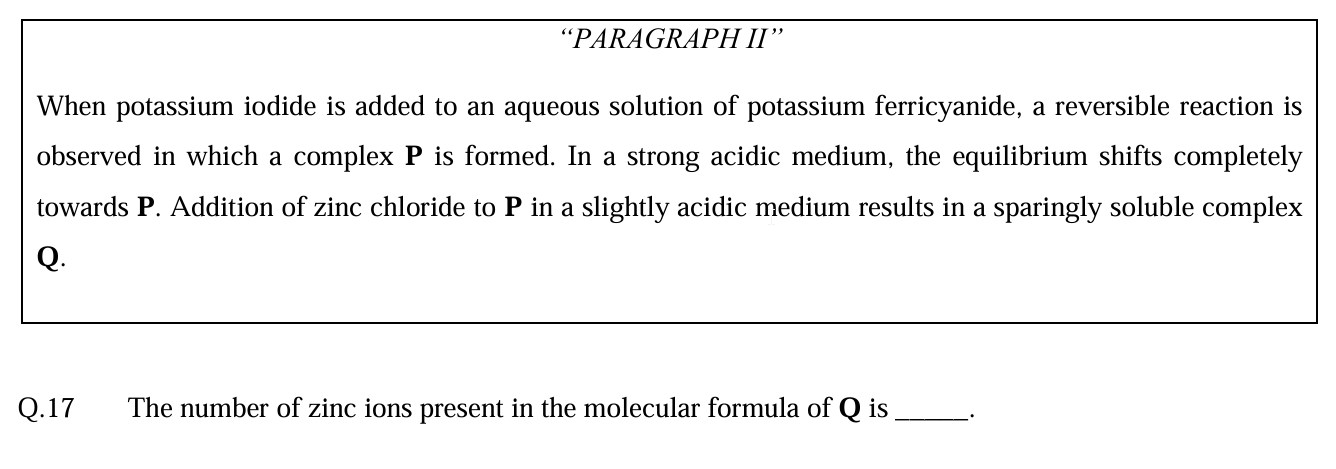 “PARAGRAPH II”
When potassium iodide is added to an aqueous solution of potassium ferricyanide, a reversible reaction is
observed in which a complex P is formed. In a strong acidic medium, the equilibrium shifts completely
towards P. Addition of zinc chloride to P in a slightly acidic medium results in a sparingly soluble complex
Q.
Q.17 The number of zinc ions present in the molecular formula of Q is _____.